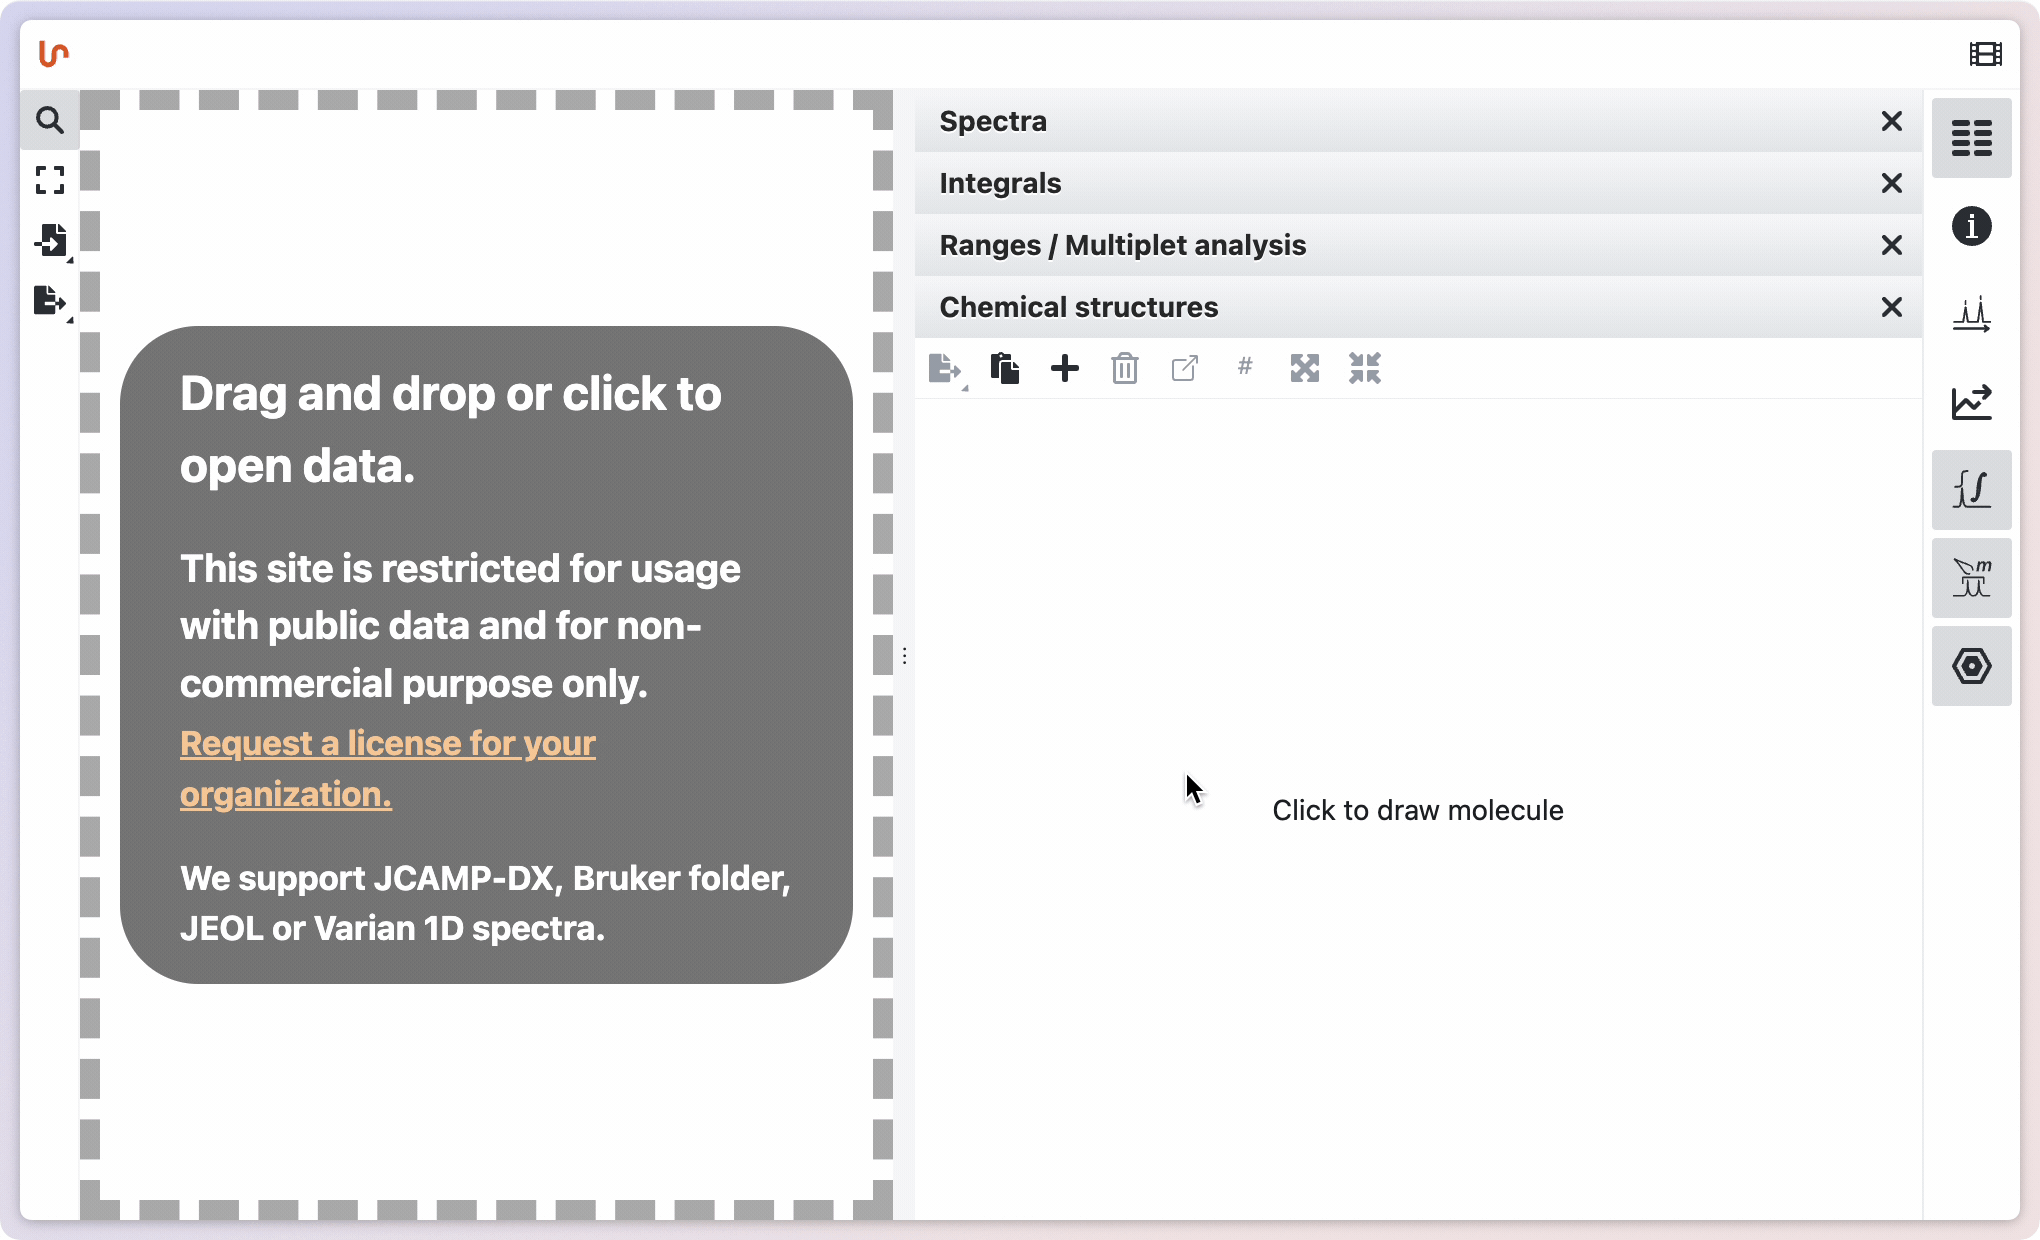 Spectra
Integrals
Ranges / Multiplet analysis
Chemical structures
#
Drag and drop or click to
open data.
This site is restricted for usage
with public data and for non-
commercial purpose only.
Request a license for your
organization.
We support JCAMP-DX, Bruker folder,
JEOL or Varian 1D spectra.
Click to draw molecule
m